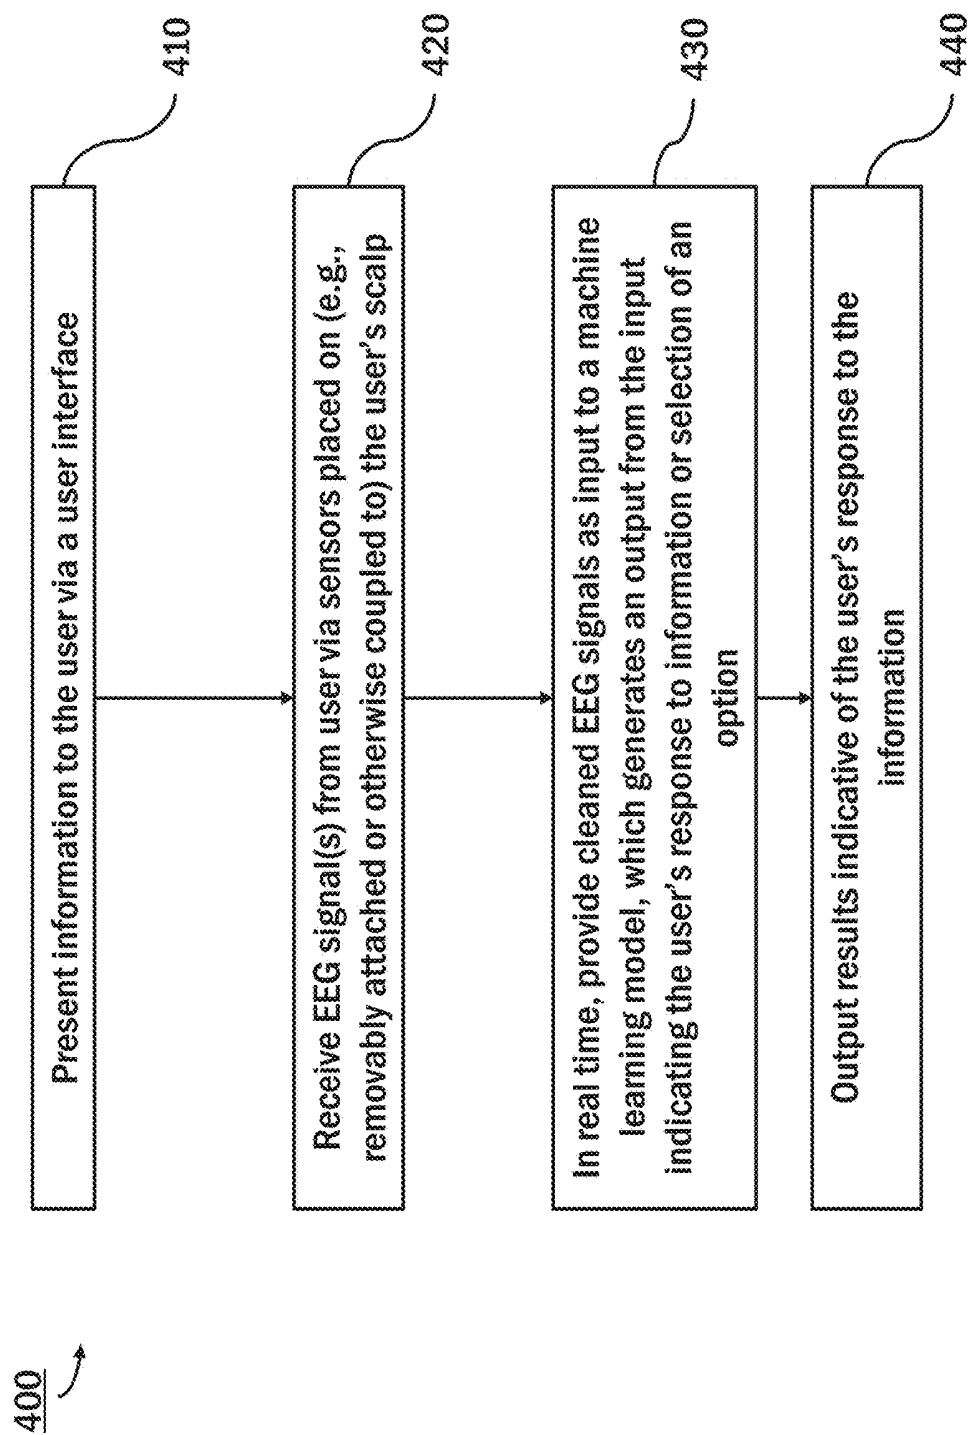 400
Present information to the user via a user interface
410
Receive EEG signal(s) from user via sensors placed on (e.g.,
removably attached or otherwise coupled to) the user's scalp
420
In real time, provide cleaned EEG signals as input to a machine
learning model, which generates an output from the input
indicating the user's response to information or selection of an
option
430
Output results indicative of the user's response to the
information
440